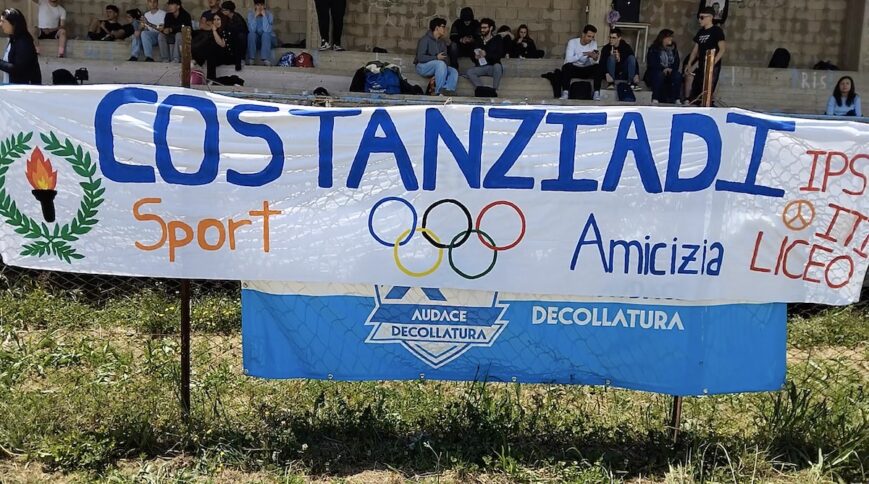 COSTANZIADI
Sport
Amicizia
IPS
ITI
LICEO
AUDACE
DECOLLATURA
DECOLLATURA